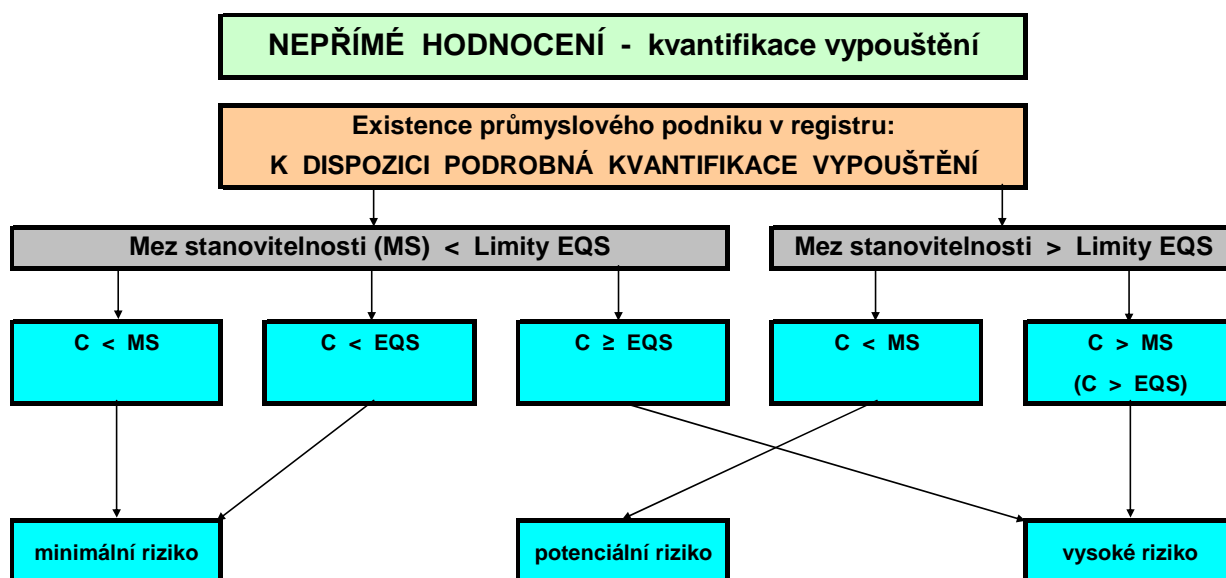 NEPŘÍMÉ HODNOCENÍ - kvantifikace vypouštění
Existence průmyslového podniku v registru:
K DISPOZICI PODROBNÁ KVANTIFIKACE VYPOUŠTĚNÍ
Mez stanovitelnosti (MS) < Limity EQS
Mez stanovitelnosti > Limity EQS
C < MS
C < EQS
C ≥ EQS
C < MS
C > MS
(C > EQS)
minimální riziko
potenciální riziko
vysoké riziko